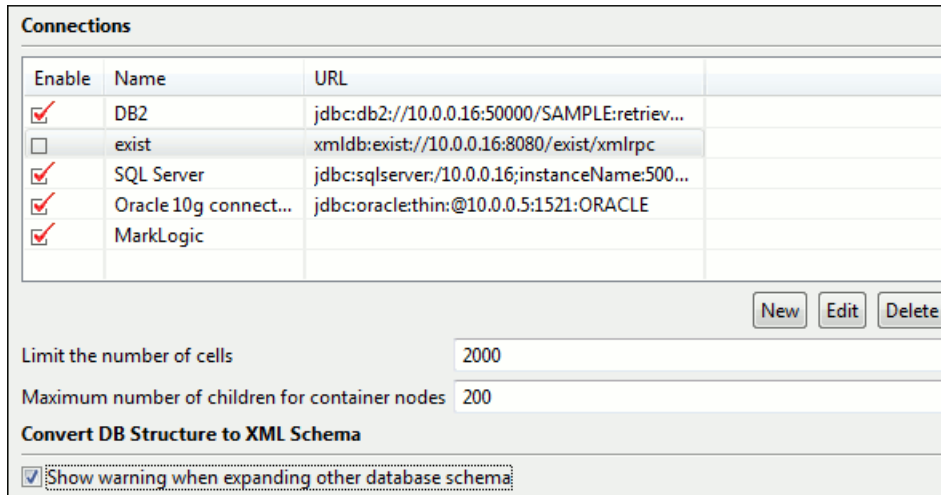 Connections
Enable Name URL
DB2 jdbc:db2://10.0.0.16:50000/SAMPLE:retriev...
exist xmldb:exist://10.0.0.16:8080/exist/xmlrpc
SQL Server jdbc:sqlserver:/10.0.0.16;instanceName:500...
Oracle 10g connect... jdbc:oracle:thin:@10.0.0.5:1521:ORACLE
MarkLogic
New Edit Delete
Limit the number of cells 2000
Maximum number of children for container nodes 200
Convert DB Structure to XML Schema
Show warning when expanding other database schema